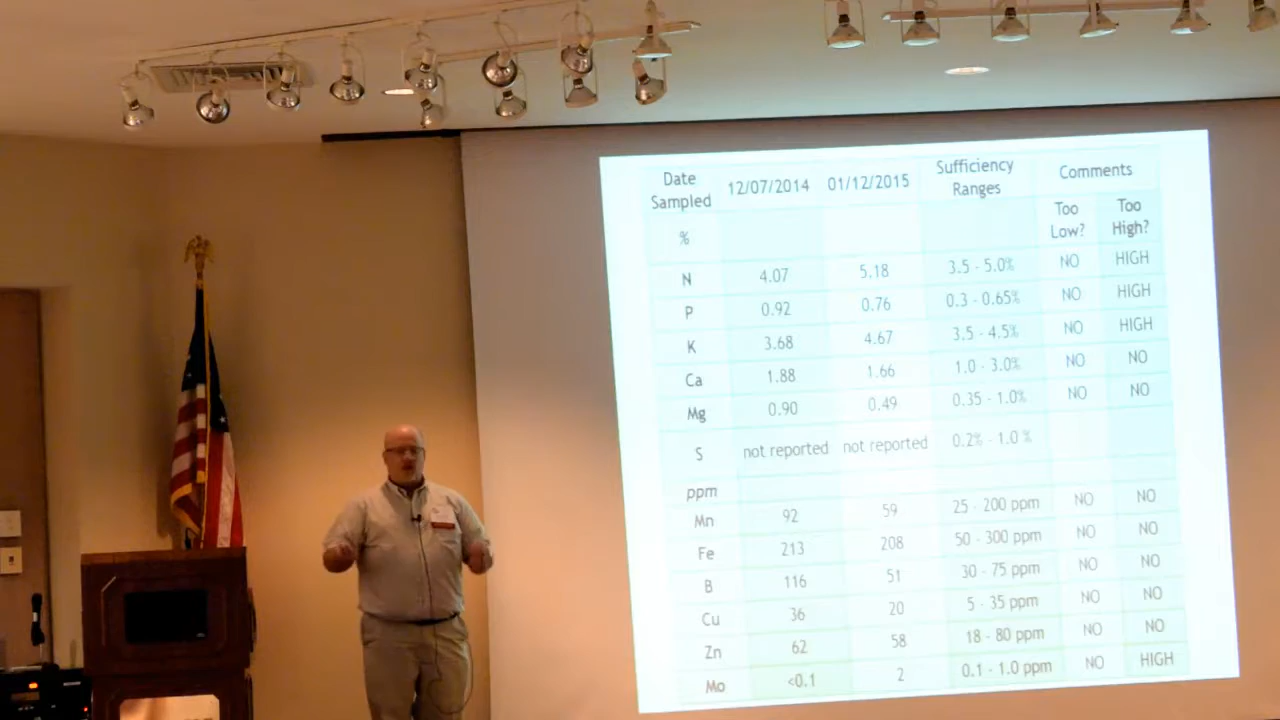 Date Sampled 12/07/2014 01/12/2015 Sufficiency Ranges Comments
% Too Low? Too High?
N 4.07 5.18 3.5 - 5.0% NO HIGH
P 0.92 0.76 0.3 - 0.65% NO HIGH
K 3.68 4.67 3.5 - 4.5% NO HIGH
Ca 1.88 1.66 1.0 - 3.0% NO NO
Mg 0.90 0.49 0.35 - 1.0% NO NO
S not reported not reported 0.2% - 1.0 %
ppm
Mn 92 59 25 - 200 ppm NO NO
Fe 213 208 50 - 300 ppm NO NO
B 116 51 30 - 75 ppm NO NO
Cu 36 20 5 - 35 ppm NO NO
Zn 62 58 18 - 80 ppm NO NO
Mo <0.1 2 0.1 - 1.0 ppm NO HIGH